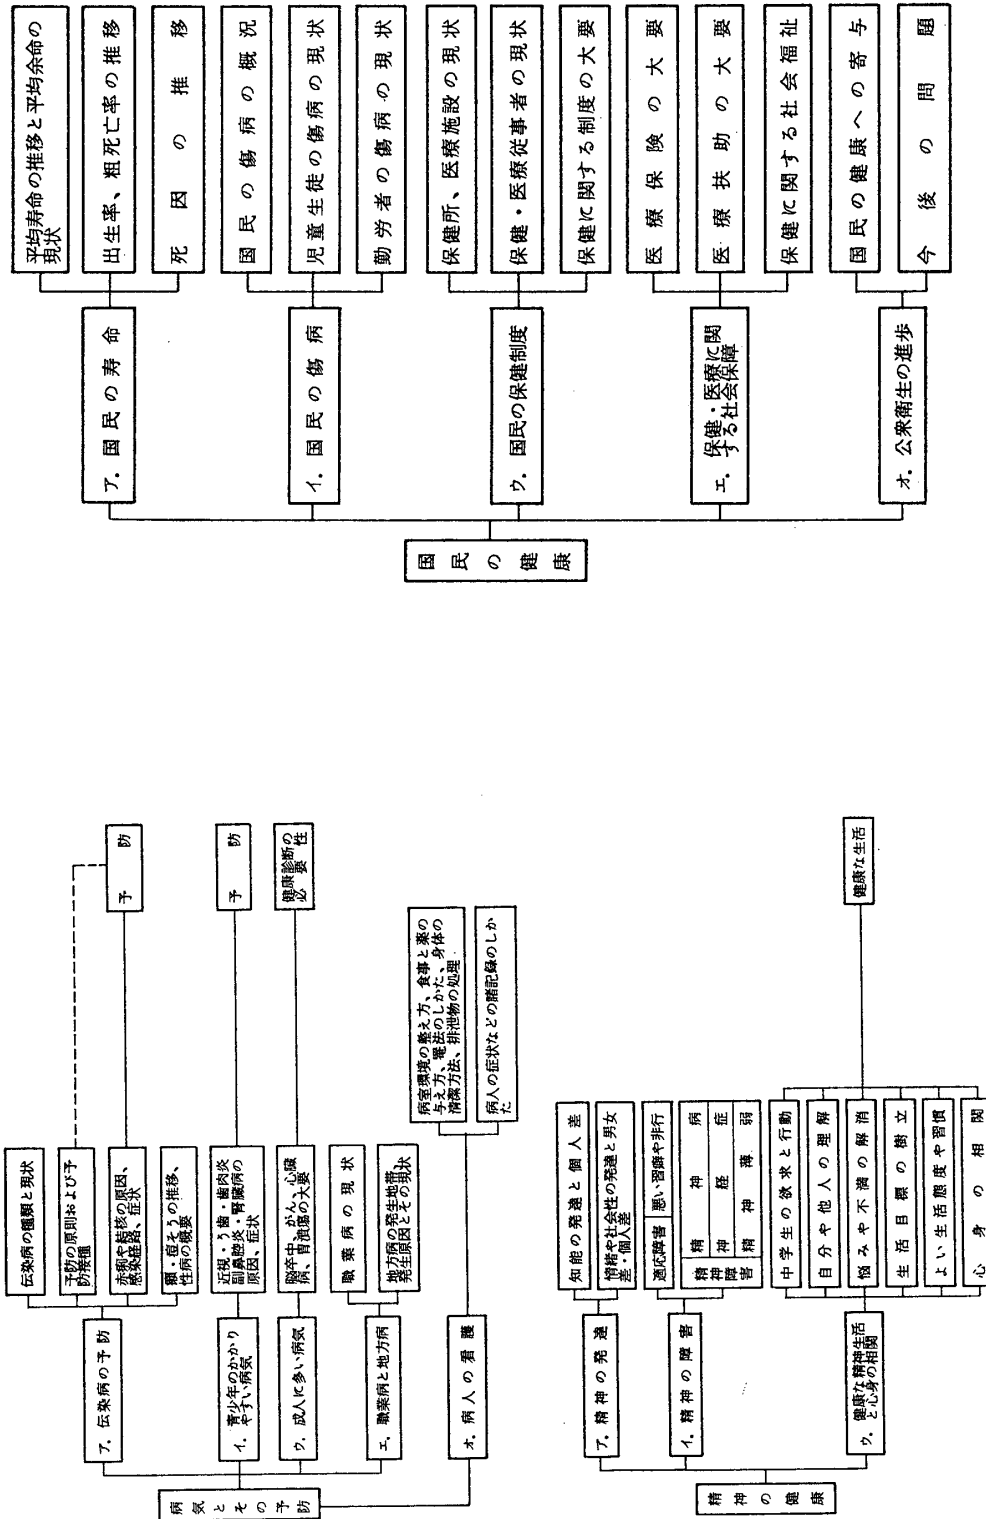 病気とその予防
ア．伝染病の予防
伝染病の種類と現状
予防の原則および予
防接種
赤痢や結核の原因、
感染経路、症状
予防
癩・痘そうの推移、
性病の概要
イ．青少年のかかり
やすい病気
近視・う歯・歯肉炎
副鼻腔炎・腎臓病の
原因、症状
予防
ウ．成人に多い病気
脳卒中、がん、心臓
病、胃潰瘍の大要
健康診断の
必要性
エ．職業病と地方病
職業病の現状
地方病の発生地帯、
発生原因とその現状
オ．病人の看護
病室環境の整え方、食事と薬の
与え方、罨法のしかた、身体の
清潔方法、排泄物の処理
病人の症状などの諸記録のしか
た
精神の健康
ア．精神の発達
知能の発達と個人差
情緒や社会性の発達と男女
差・個人差
イ．精神の障害
適応障害
悪い習癖や非行
精神障害
精神病
神経症
精神薄弱
ウ．健康な精神生活
と心身の相関
中学生の欲求と行動
自分や他人の理解
悩みや不満の解消
生活目標の樹立
よい生活態度や習慣
心身の相関
健康な生活
国民の健康
ア．国民の寿命
平均寿命の推移と平均余命の
現状
出生率、粗死亡率の推移
死因の推移
イ．国民の傷病
国民の傷病の概況
児童生徒の傷病の現状
勤労者の傷病の現状
ウ．国民の保健制度
保健所、医療施設の現状
保健・医療従事者の現状
保健に関する制度の大要
エ．保健・医療に関
する社会保障
医療保険の大要
医療扶助の大要
保健に関する社会福祉
オ．公衆衛生の進歩
国民の健康への寄与
今後の問題